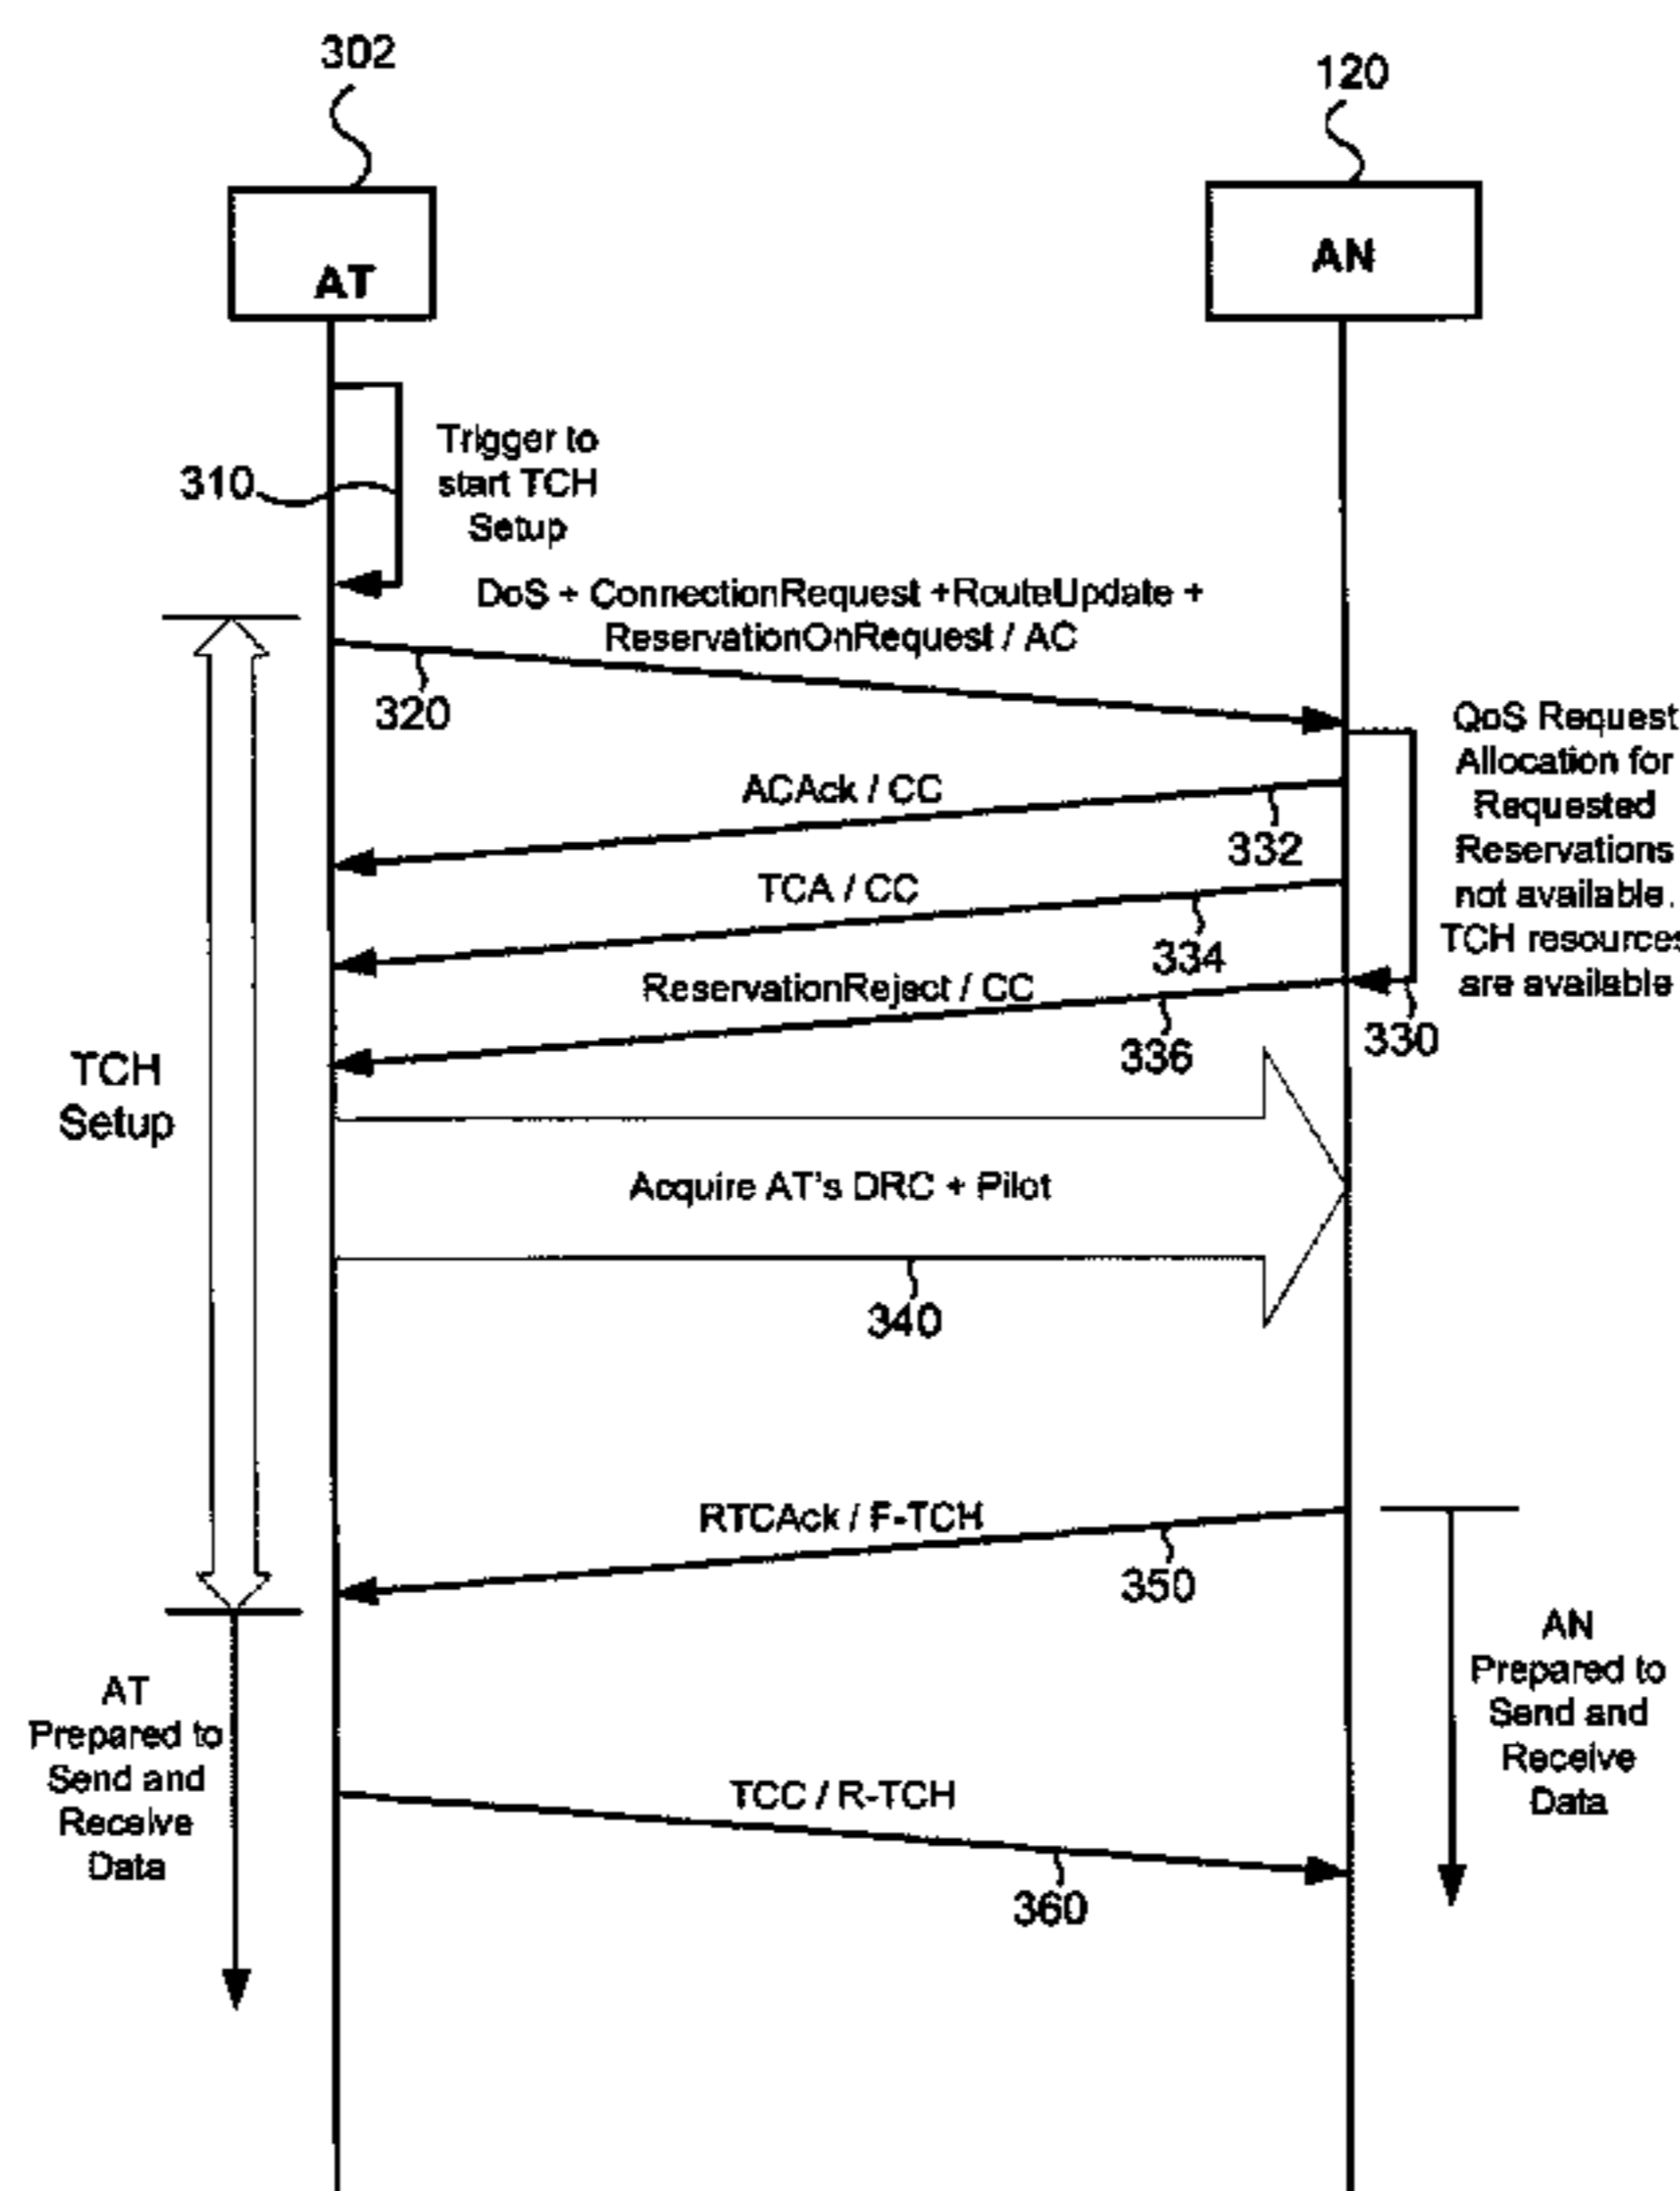 302
120
AT
AN
310
Trigger to
start TCH
Setup
DoS + ConnectionRequest +RouteUpdate +
ReservationOnRequest / AC
320
QoS Request
Allocation for
Requested
Reservations
not available.
TCH resources
are available
330
ACAck / CC
332
TCA / CC
334
ReservationReject / CC
336
TCH
Setup
Acquire AT's DRC + Pilot
340
RTCAck / F-TCH
350
AT
Prepared to
Send and
Receive
Data
AN
Prepared to
Send and
Receive
Data
TCC / R-TCH
360